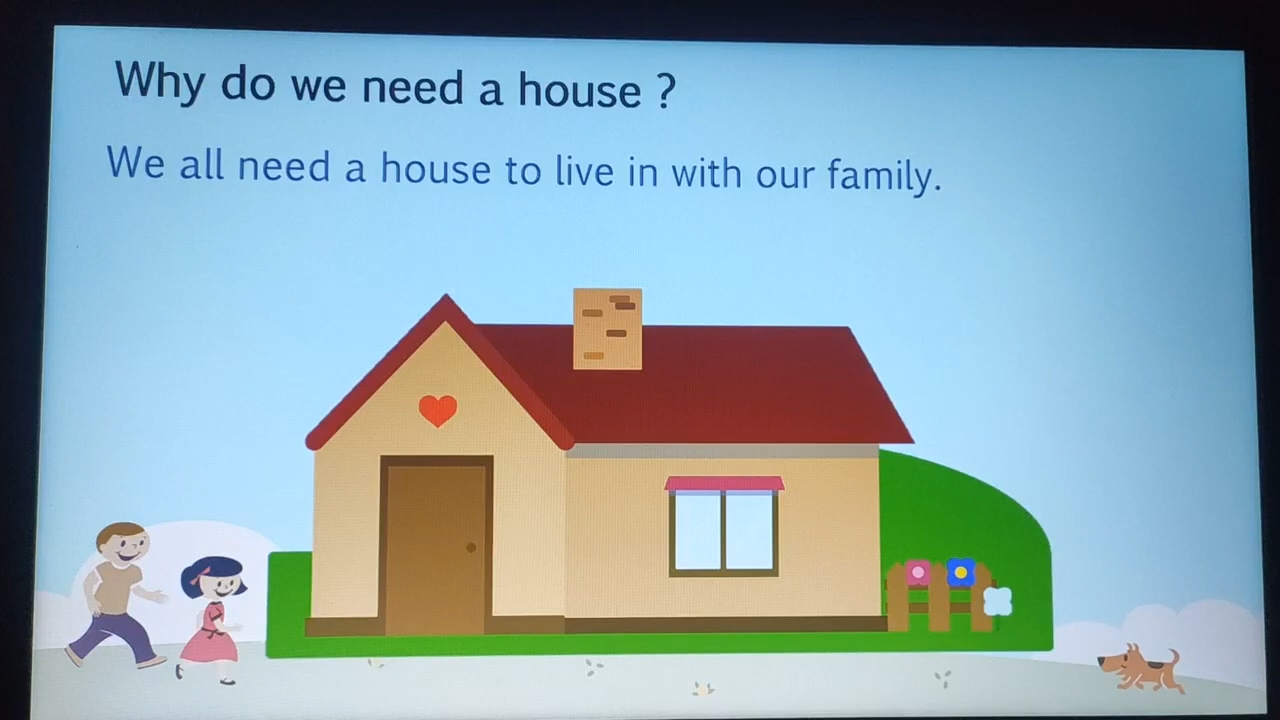 Why do we need a house ?
We all need a house to live in with our family.